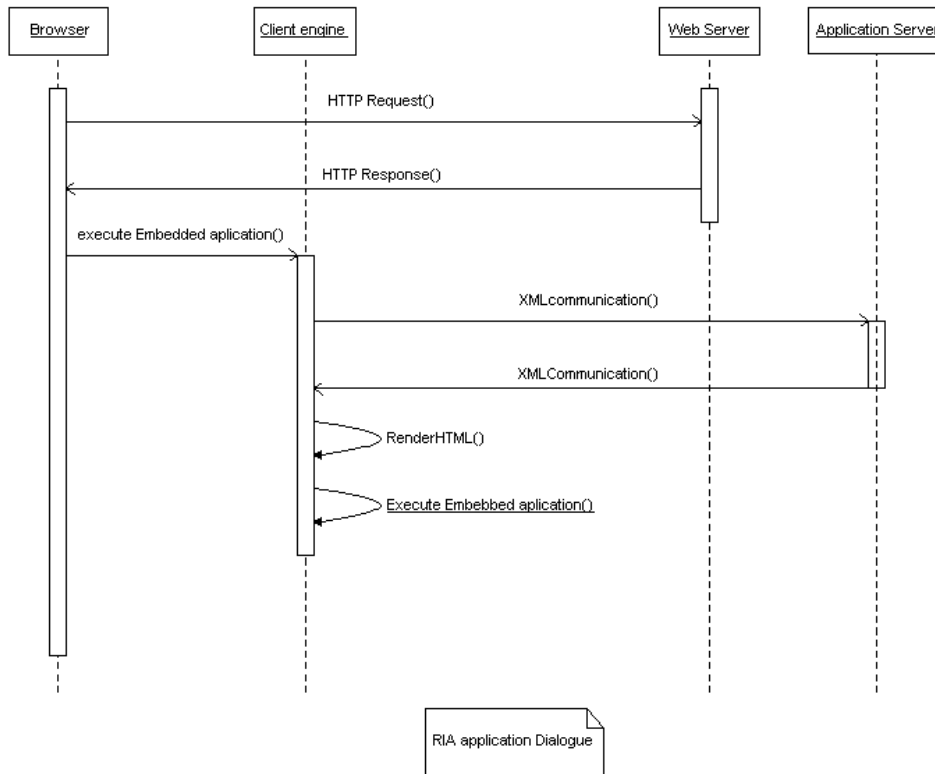 Browser
Client engine
Web Server
Application Server
HTTP Request()
HTTP Response()
execute Embedded aplication()
XMLcommunication()
XMLCommunication()
RenderHTML()
Execute Embebbed aplication()
RIA application Dialogue